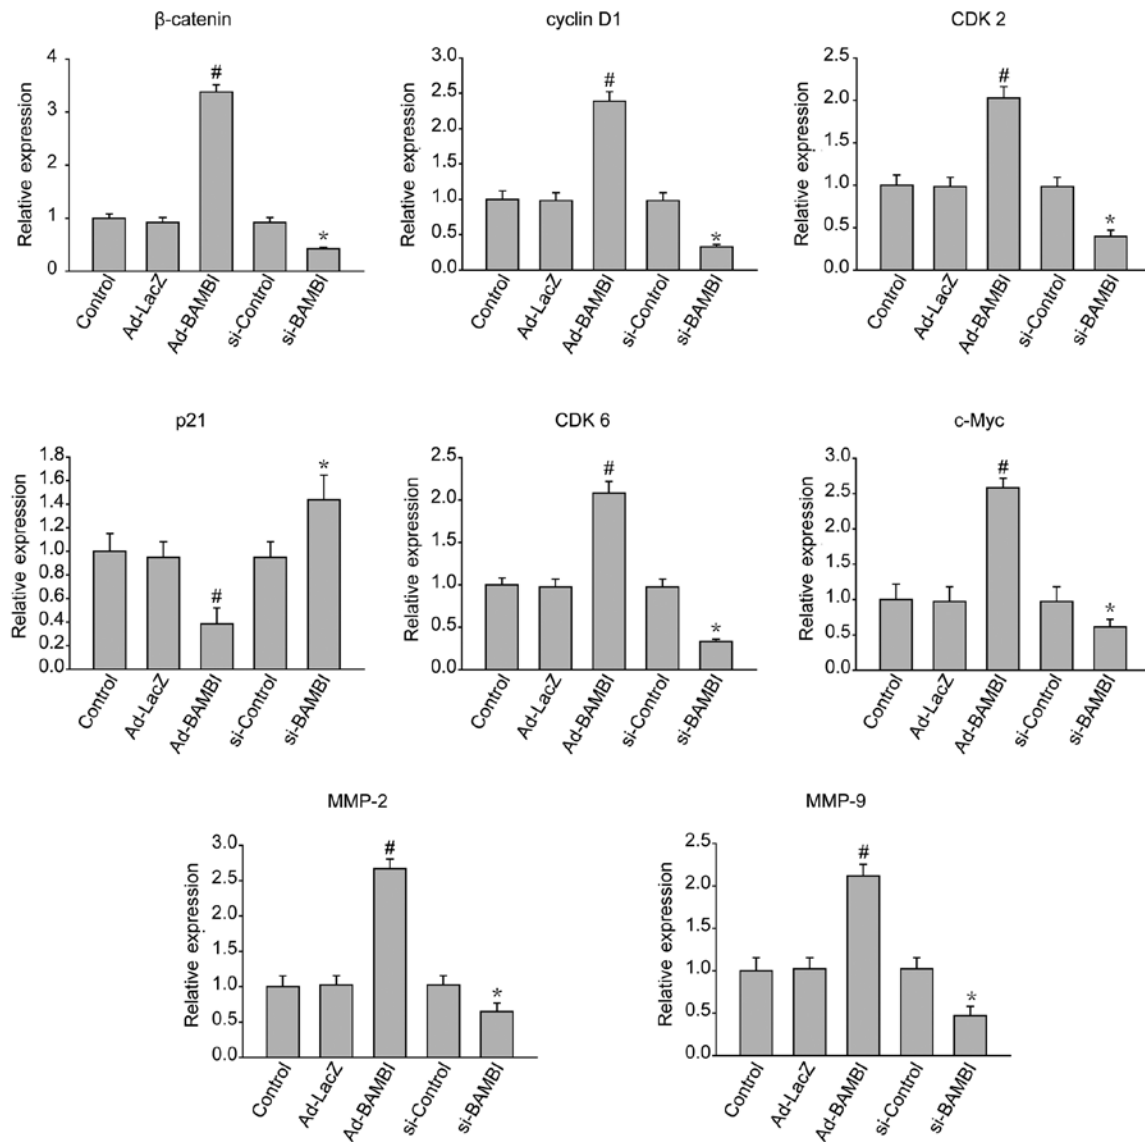 β-catenin
cyclin D1
CDK 2
Relative expression
4
3
2
1
0
#
*
Control
Ad-LacZ
Ad-BAMBI
si-Control
si-BAMBI
Relative expression
3.0
2.5
2.0
1.5
1.0
0.5
0.0
#
*
Control
Ad-LacZ
Ad-BAMBI
si-Control
si-BAMBI
Relative expression
2.5
2.0
1.5
1.0
0.5
0.0
#
*
Control
Ad-LacZ
Ad-BAMBI
si-Control
si-BAMBI
p21
CDK 6
c-Myc
Relative expression
1.8
1.6
1.4
1.2
1.0
0.8
0.6
0.4
0.2
0.0
#
*
Control
Ad-LacZ
Ad-BAMBI
si-Control
si-BAMBI
Relative expression
2.5
2.0
1.5
1.0
0.5
0.0
#
*
Control
Ad-LacZ
Ad-BAMBI
si-Control
si-BAMBI
Relative expression
3.0
2.5
2.0
1.5
1.0
0.5
0.0
#
*
Control
Ad-LacZ
Ad-BAMBI
si-Control
si-BAMBI
MMP-2
MMP-9
Relative expression
3.0
2.5
2.0
1.5
1.0
0.5
0.0
#
*
Control
Ad-LacZ
Ad-BAMBI
si-Control
si-BAMBI
Relative expression
2.5
2.0
1.5
1.0
0.5
0.0
#
*
Control
Ad-LacZ
Ad-BAMBI
si-Control
si-BAMBI